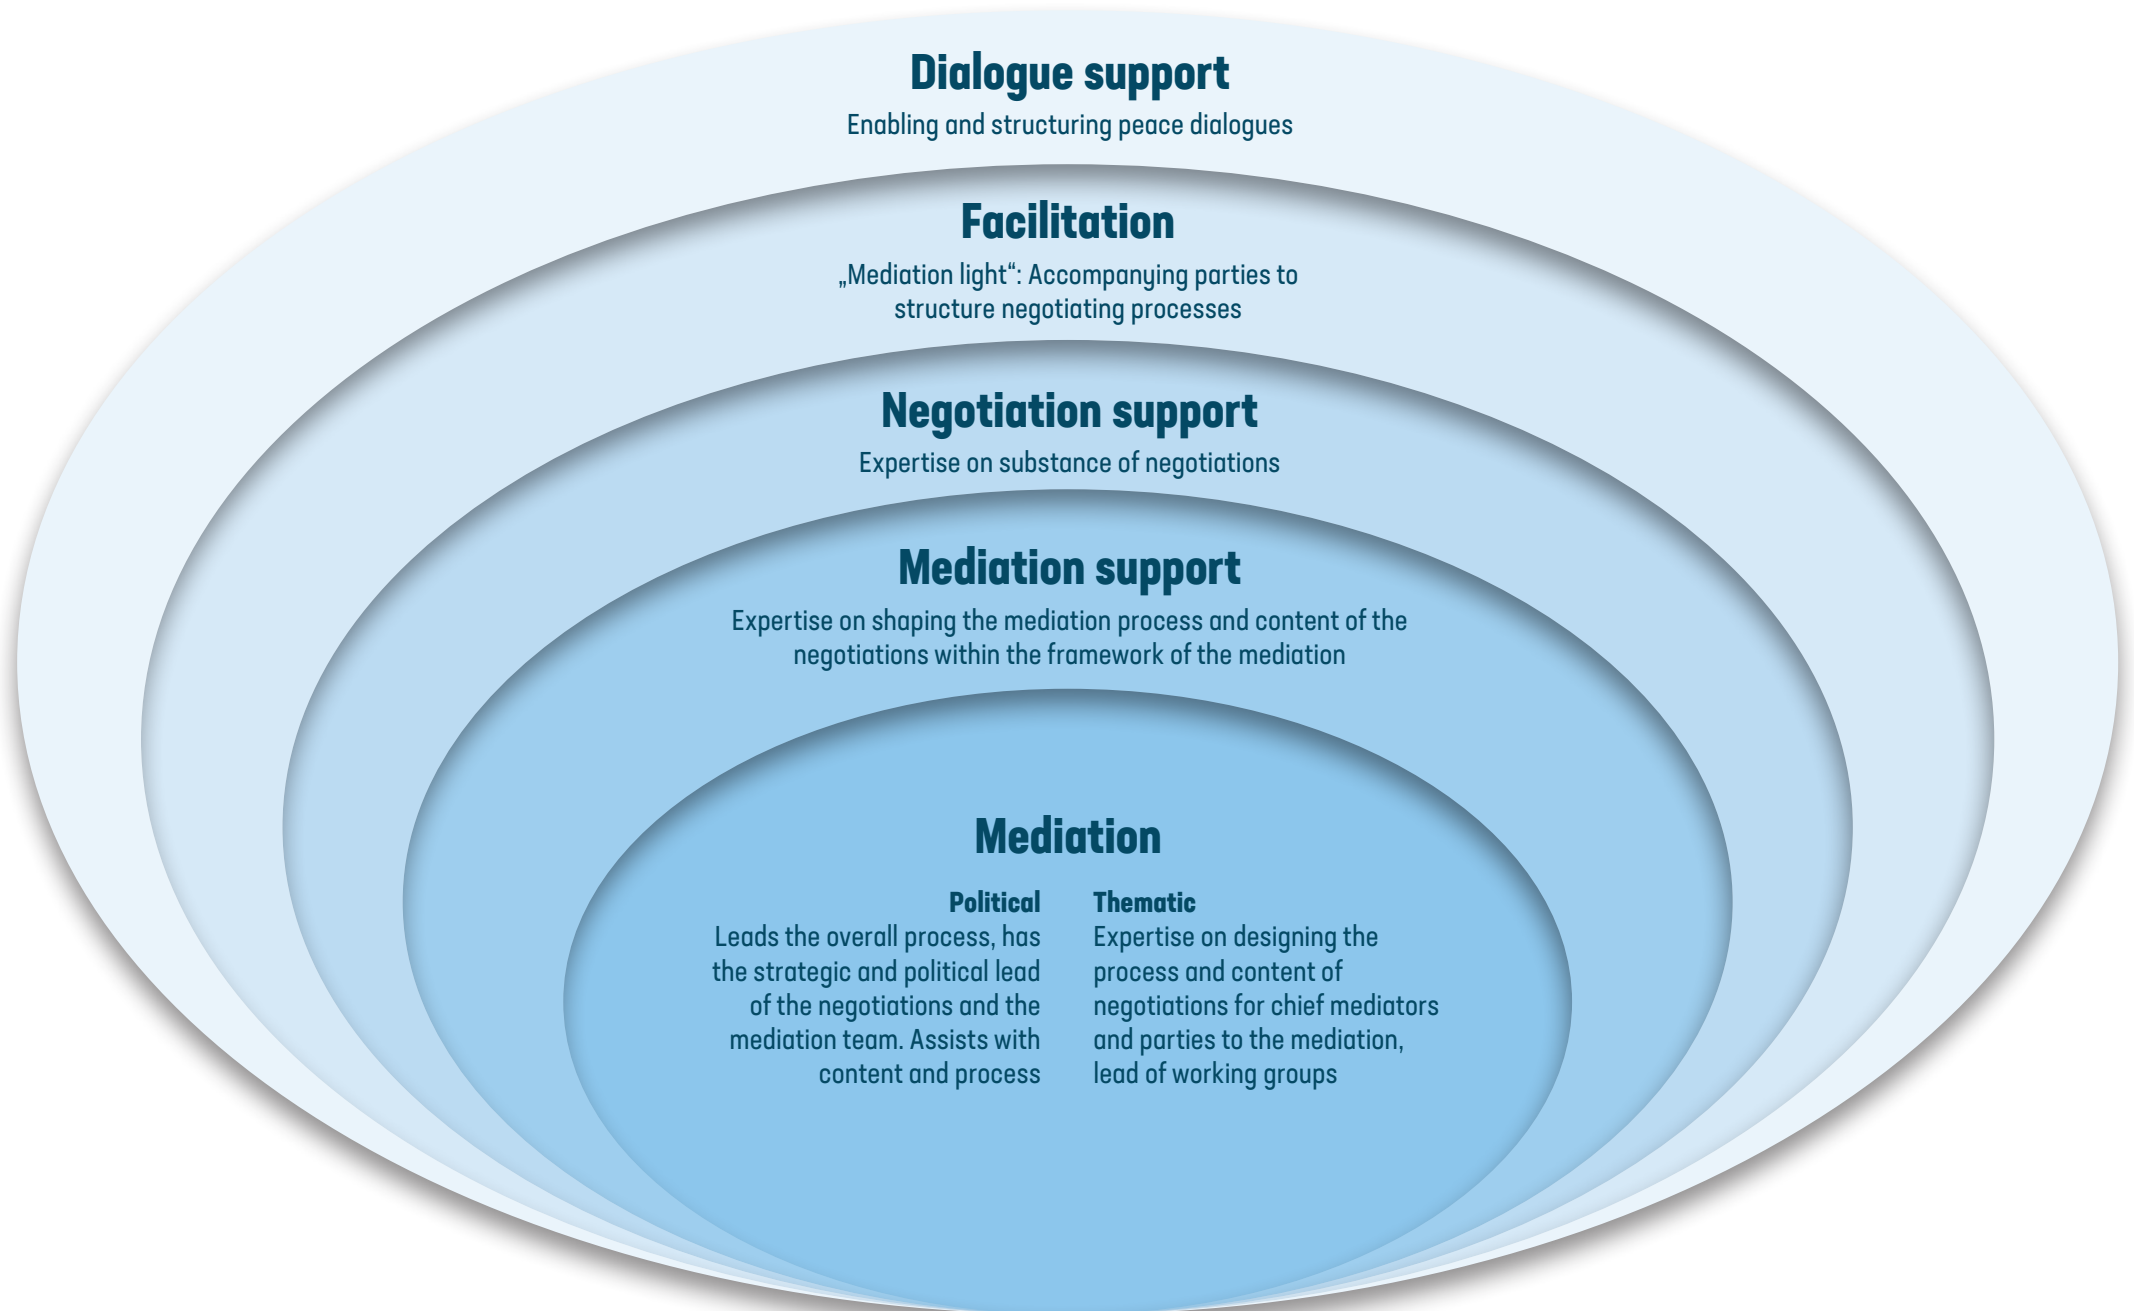 Dialogue support
Enabling and structuring peace dialogues
Facilitation
„Mediation light“: Accompanying parties to
structure negotiating processes
Negotiation support
Expertise on substance of negotiations
Mediation support
Expertise on shaping the mediation process and content of the
negotiations within the framework of the mediation
Mediation
Political
Leads the overall process, has
the strategic and political lead
of the negotiations and the
mediation team. Assists with
content and process
Thematic
Expertise on designing the
process and content of
negotiations for chief mediators
and parties to the mediation,
lead of working groups